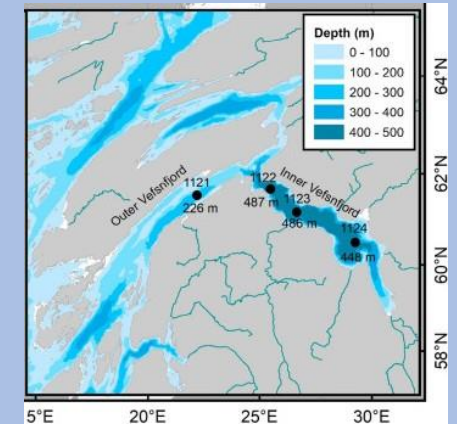 Depth (m)
0 - 100
100 - 200
200 - 300
300 - 400
400 - 500
64°N
62°N
60°N
58°N
Outer Vefsnfjord
1121
226 m
Inner Vefsnfjord
1122
487 m
1123
486 m
1124
448 m
5°E
20°E
25°E
30°E